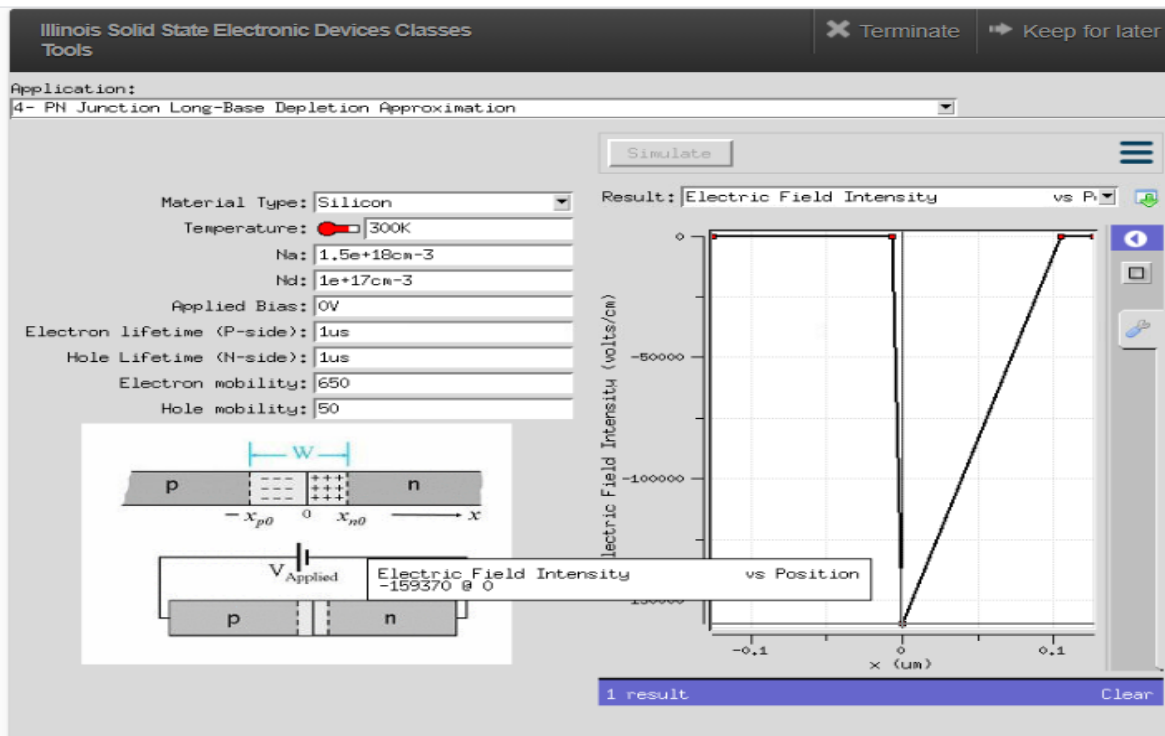 Illinois Solid State Electronic Devices Classes
Tools
Terminate
Keep for later
Application:
4- PN Junction Long-Base Depletion Approximation
Simulate
Material Type: Silicon
Temperature: 300K
Na: 1.5e+18cm-3
Nd: 1e+17cm-3
Applied Bias: 0V
Electron lifetime (P-side): 1us
Hole Lifetime (N-side): 1us
Electron mobility: 650
Hole mobility: 50
W
p
n
- xp0
0
xn0
x
VApplied
p
n
Result: Electric Field Intensity vs P
0
-50000
-100000
lectric Field Intensity (volts/cm)
Electric Field Intensity vs Position
-159370 @ 0
-0.1
0
0.1
x (um)
1 result
Clear